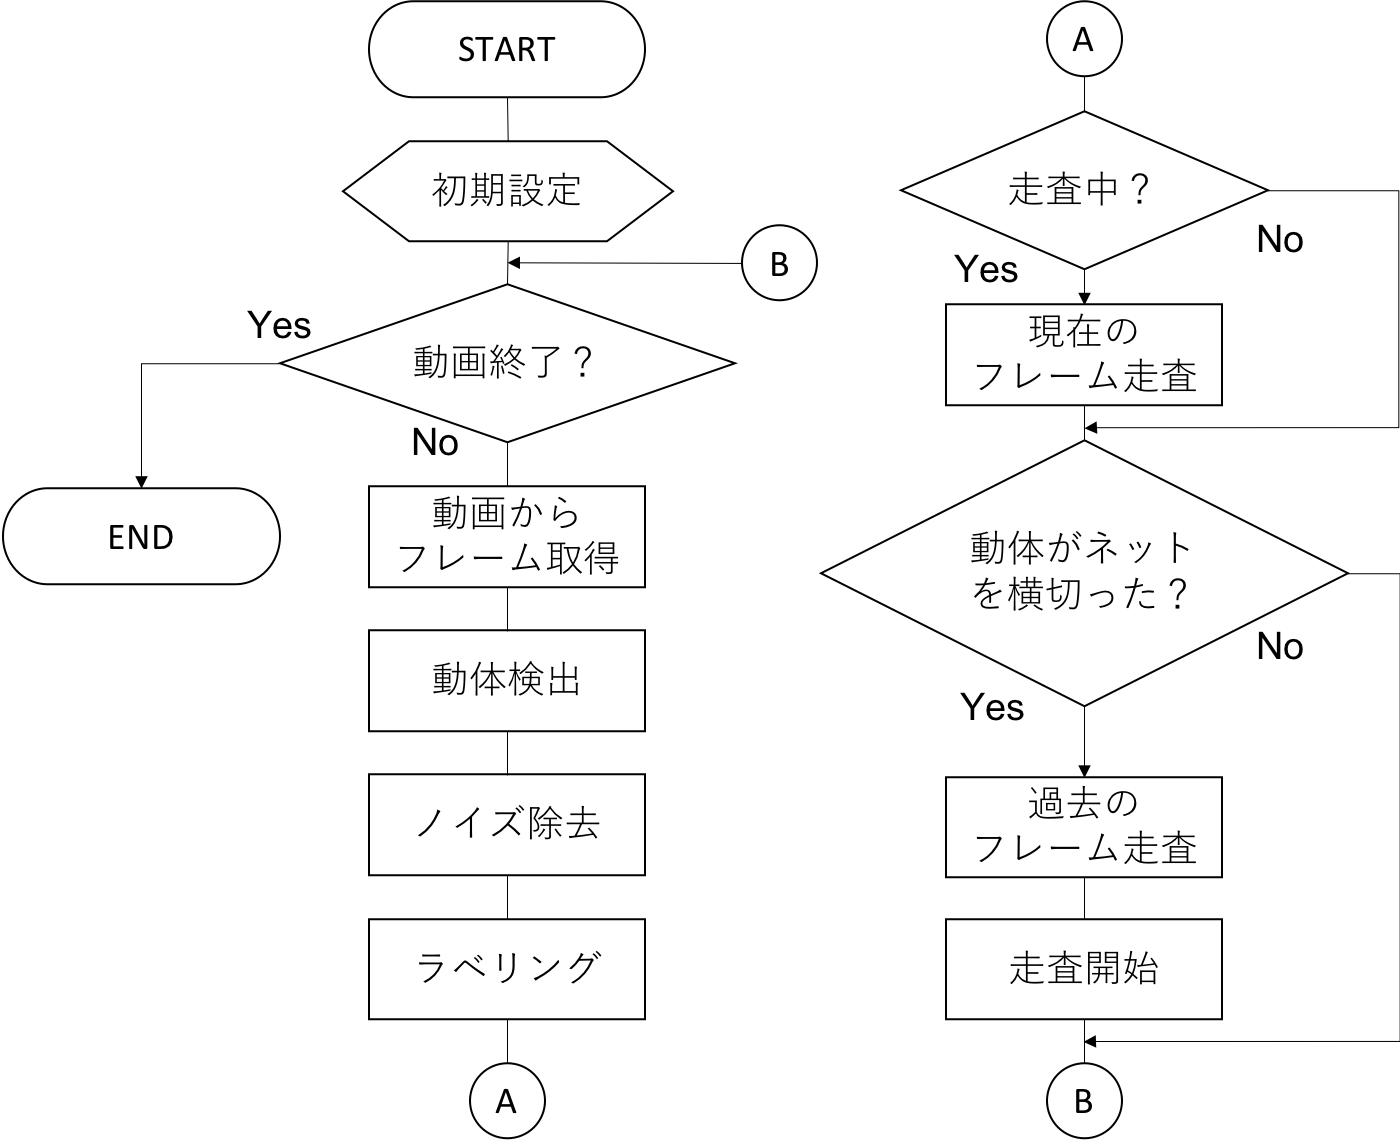 START
初期設定
B
動画終了？
Yes
No
END
動画から
フレーム取得
動体検出
ノイズ除去
ラベリング
A
A
走査中？
No
Yes
現在の
フレーム走査
動体がネット
を横切った？
No
Yes
過去の
フレーム走査
走査開始
B